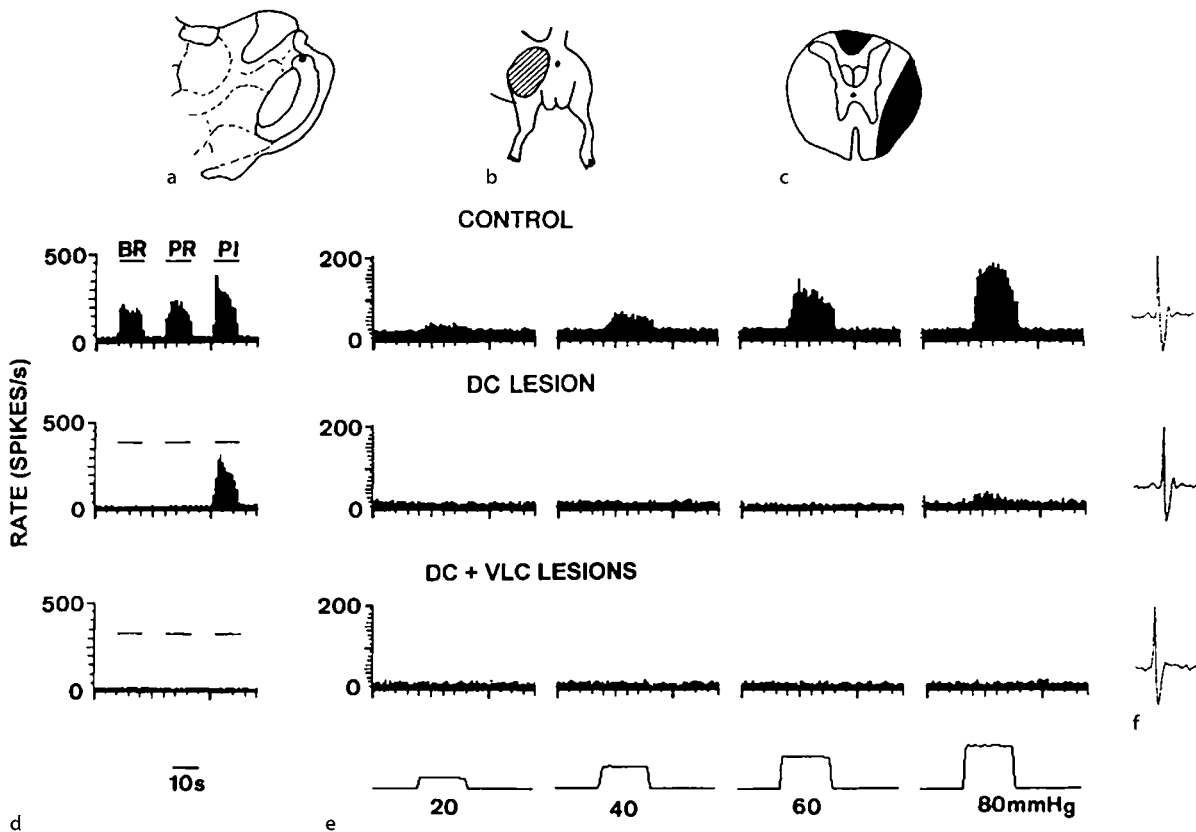 a
b
c
CONTROL
500
BR PR PI
0
200
0
DC LESION
500
0
200
0
RATE (SPIKES/s)
DC + VLC LESIONS
500
0
200
0
f
10s
20
40
60
80mmHg
d
e